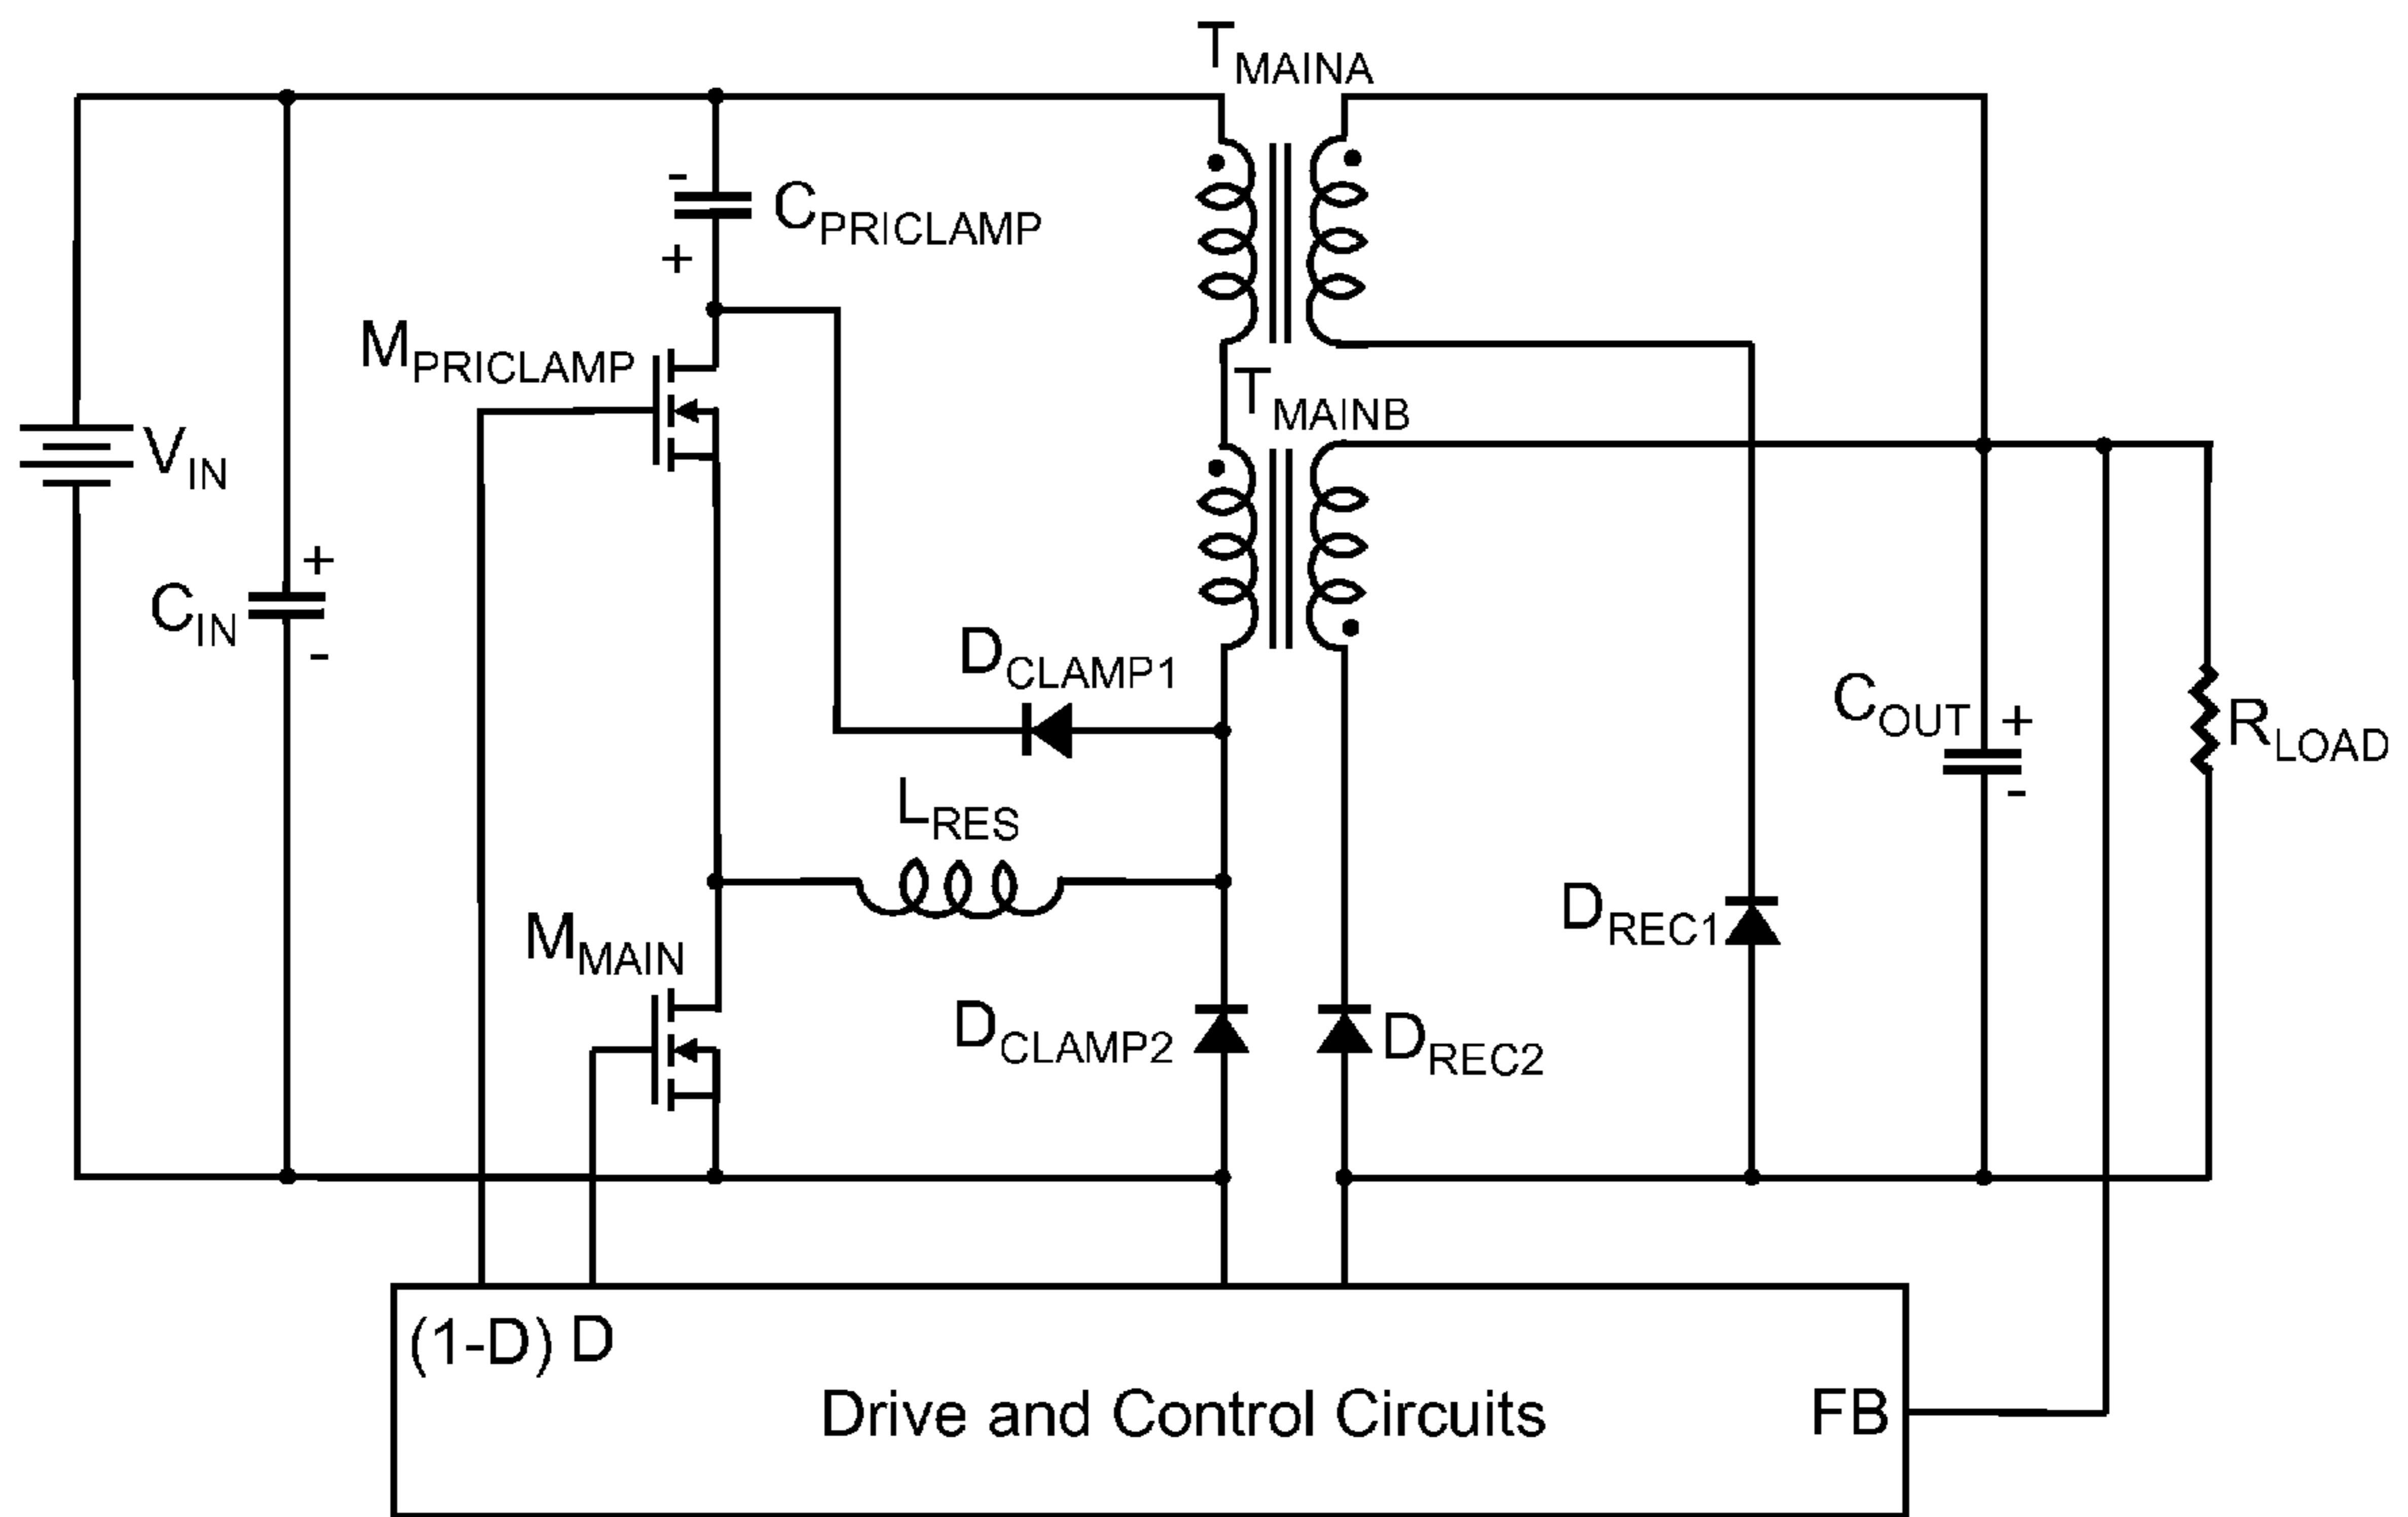 TMAINA
- CPRICLAMP
+
MPRICLAMP
TMAINB
VIN
+
CIN
-
DCLAMP1
COUT +
-
RLOAD
LRES
DREC1
MMAIN
DCLAMP2
DREC2
(1-D) D
Drive and Control Circuits
FB